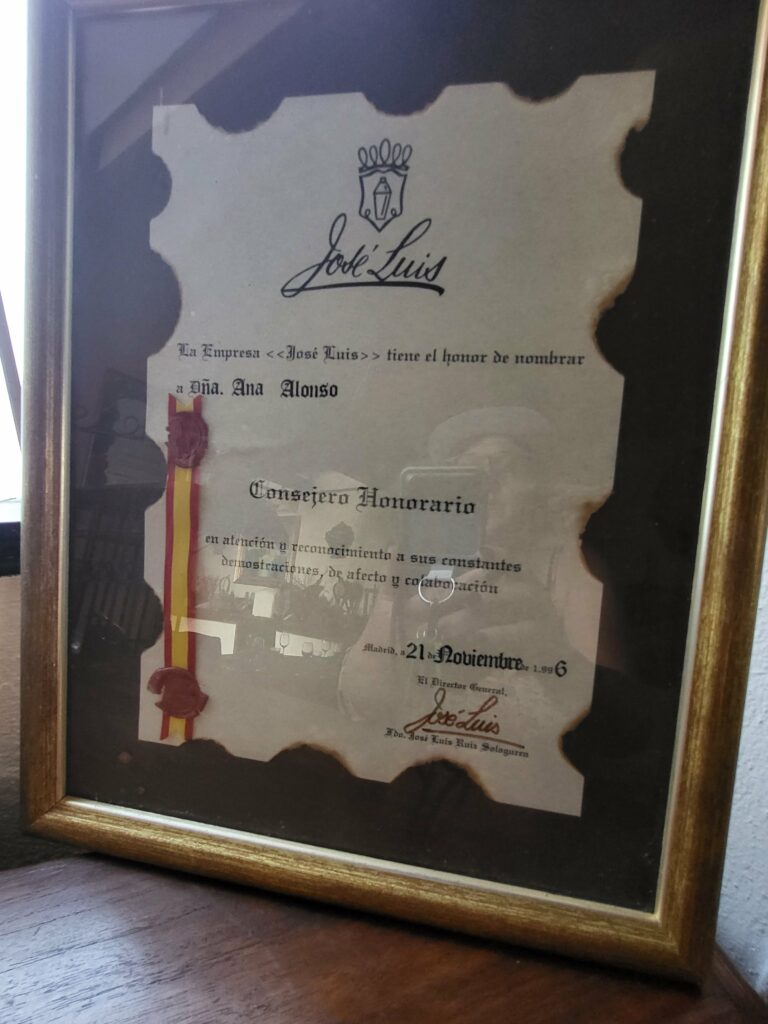 José Luis
La Empresa <<José Luis>> tiene el honor de nombrar
a Dña. Ana Alonso
Consejero Honorario
en atención y reconocimiento a sus constantes
demostraciones, de afecto y colaboración
Madrid, a 21 de Noviembre de 1.996
El Director General,
José Luis
Fdo. José Luis Ruiz Solaguren